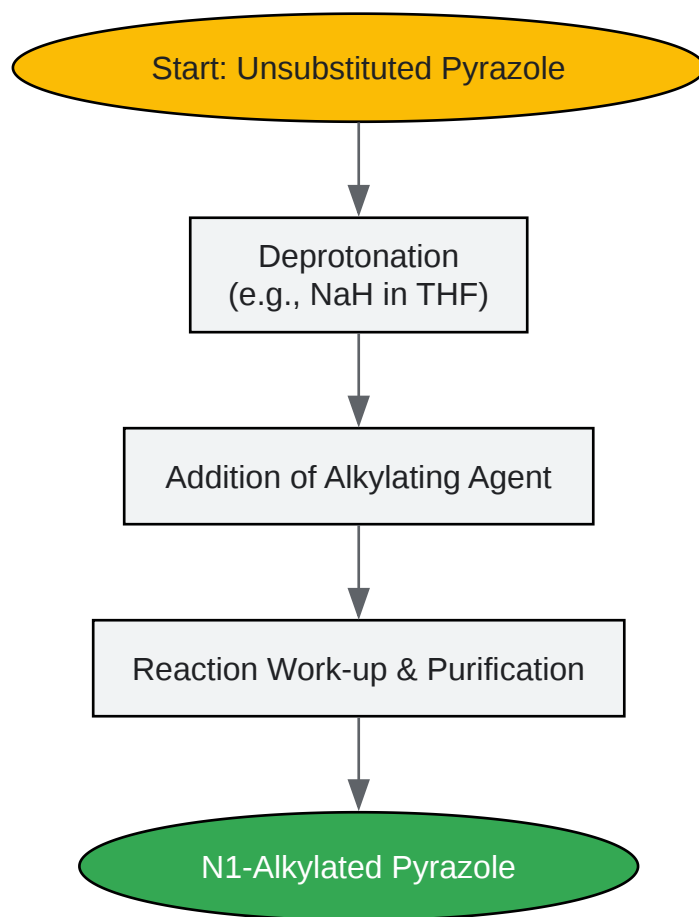 Start: Unsubstituted Pyrazole
Deprotonation
(e.g., NaH in THF)
Addition of Alkylating Agent
Reaction Work-up & Purification
N1-Alkylated Pyrazole